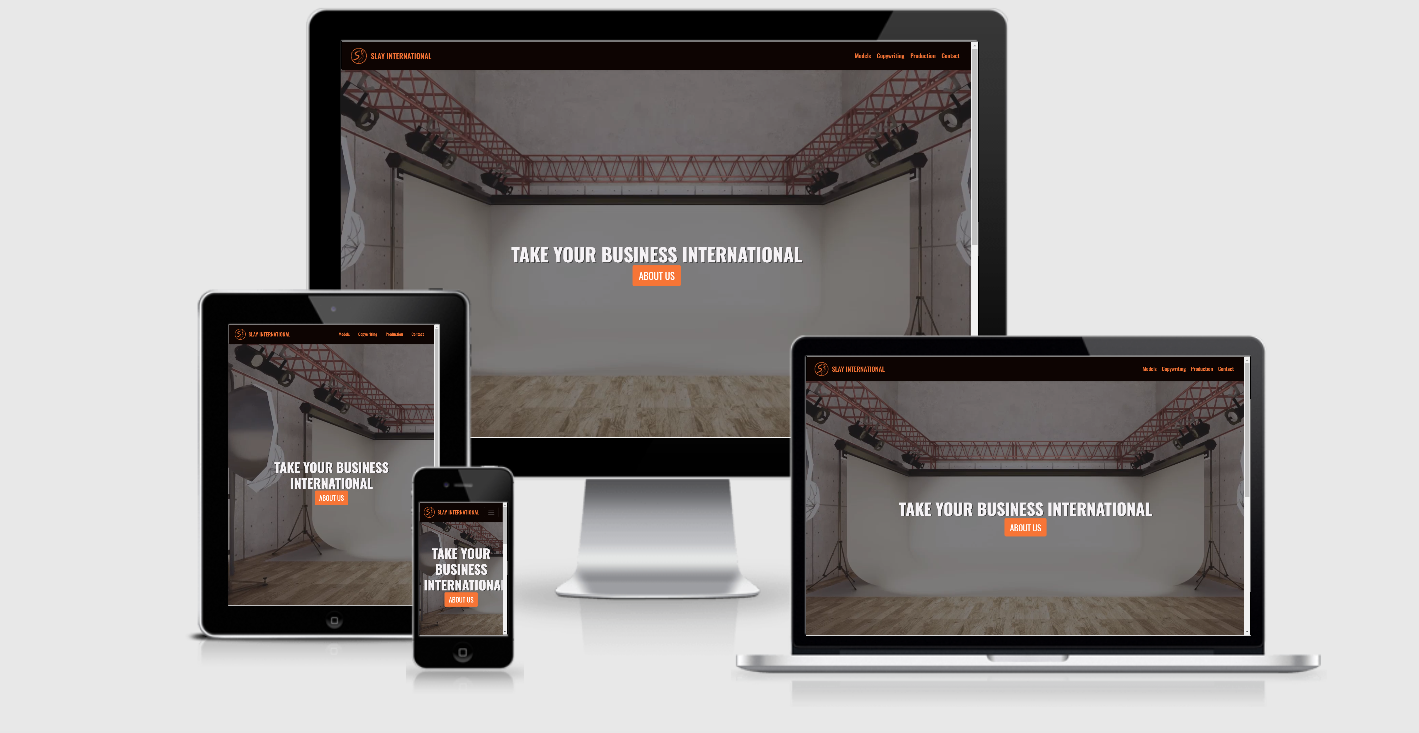 SLAY INTERNATIONAL
Models Copywriting Production Contact
TAKE YOUR BUSINESS INTERNATIONAL
ABOUT US
SLAY INTERNATIONAL
Models Copywriting Production Contact
TAKE YOUR BUSINESS
INTERNATIONAL
ABOUT US
SLAY INTERNATIONAL
TAKE YOUR
BUSINESS
INTERNATIONAL
ABOUT US
SLAY INTERNATIONAL
Models Copywriting Production Contact
TAKE YOUR BUSINESS INTERNATIONAL
ABOUT US